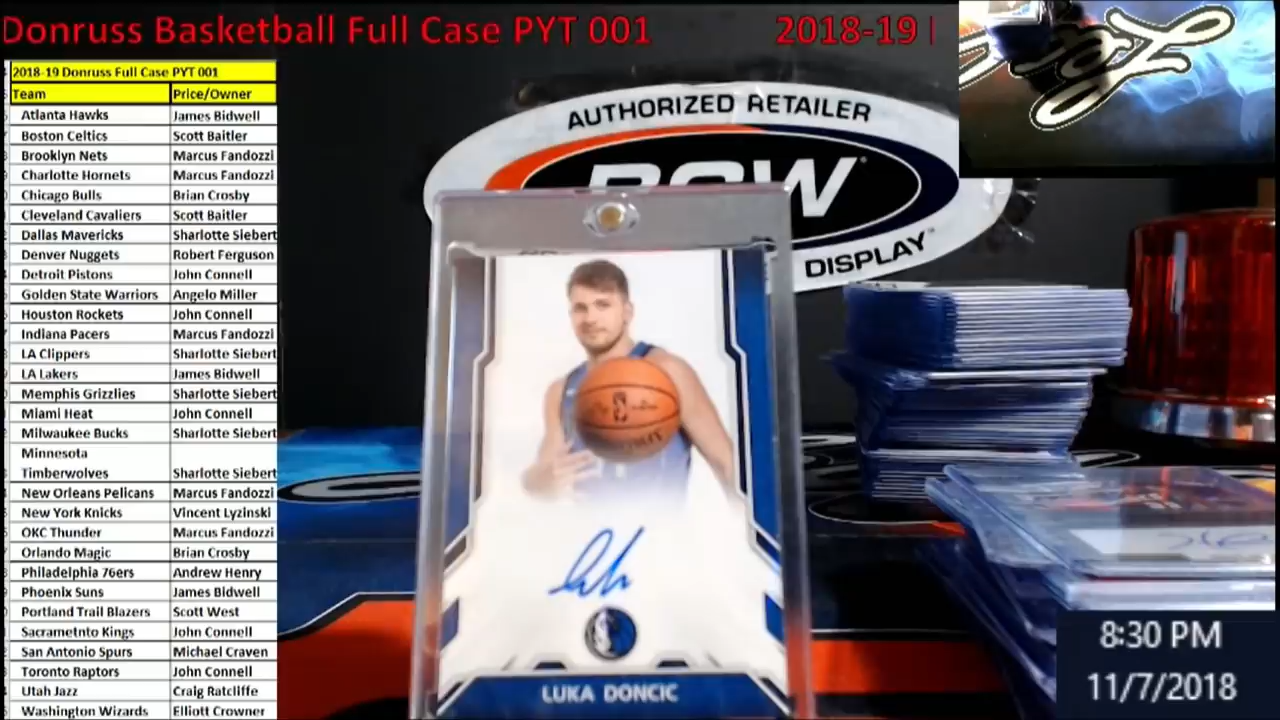 Donruss Basketball Full Case PYT 001 2018-19
2018-19 Donruss Full Case PYT 001
Team Price/Owner
Atlanta Hawks James Bidwell
Boston Celtics Scott Baitler
Brooklyn Nets Marcus Fandozzi
Charlotte Hornets Marcus Fandozzi
Chicago Bulls Brian Crosby
Cleveland Cavaliers Scott Baitler
Dallas Mavericks Sharlotte Siebert
Denver Nuggets Robert Ferguson
Detroit Pistons John Connell
Golden State Warriors Angelo Miller
Houston Rockets John Connell
Indiana Pacers Marcus Fandozzi
LA Clippers Sharlotte Siebert
LA Lakers James Bidwell
Memphis Grizzlies Sharlotte Siebert
Miami Heat John Connell
Milwaukee Bucks Sharlotte Siebert
Minnesota
Timberwolves Sharlotte Siebert
New Orleans Pelicans Marcus Fandozzi
New York Knicks Vincent Lyzinski
OKC Thunder Marcus Fandozzi
Orlando Magic Brian Crosby
Philadelphia 76ers Andrew Henry
Phoenix Suns James Bidwell
Portland Trail Blazers Scott West
Sacrametnto Kings John Connell
San Antonio Spurs Michael Craven
Toronto Raptors John Connell
Utah Jazz Craig Ratcliffe
Washington Wizards Elliott Crowner
AUTHORIZED RETAILER
BCW
DISPLAY
LUKA DONCIC
8:30 PM
11/7/2018